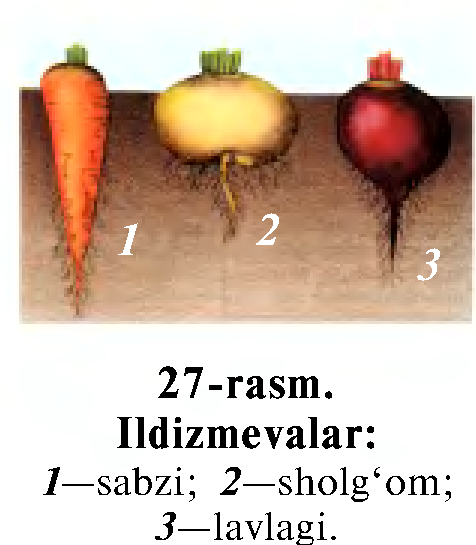 1
2
3
27-rasm.
Ildizmevalar:
1—sabzi; 2—sholg‘om;
3—lavlagi.